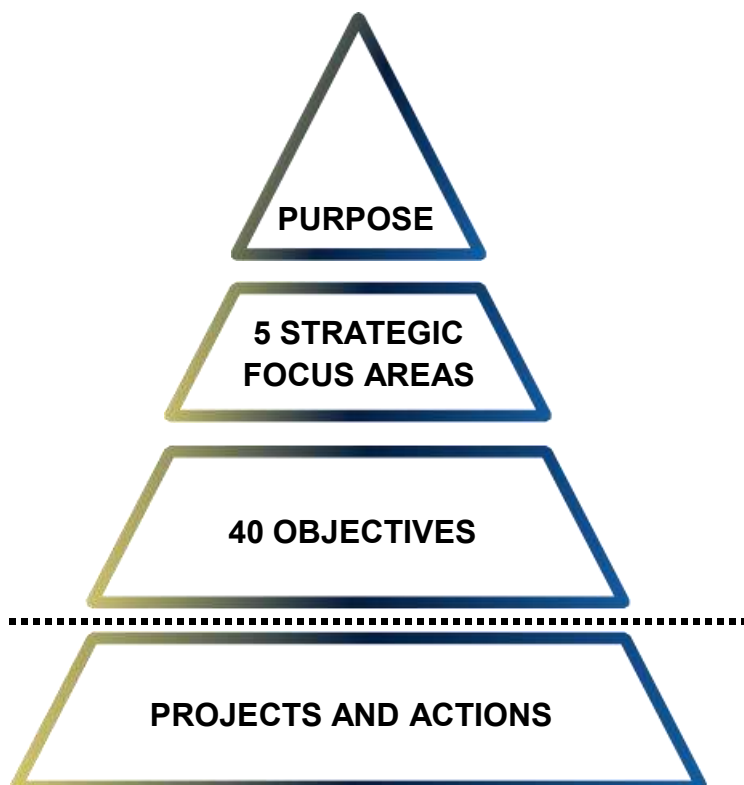 PURPOSE
5 STRATEGIC
FOCUS AREAS
40 OBJECTIVES
PROJECTS AND ACTIONS